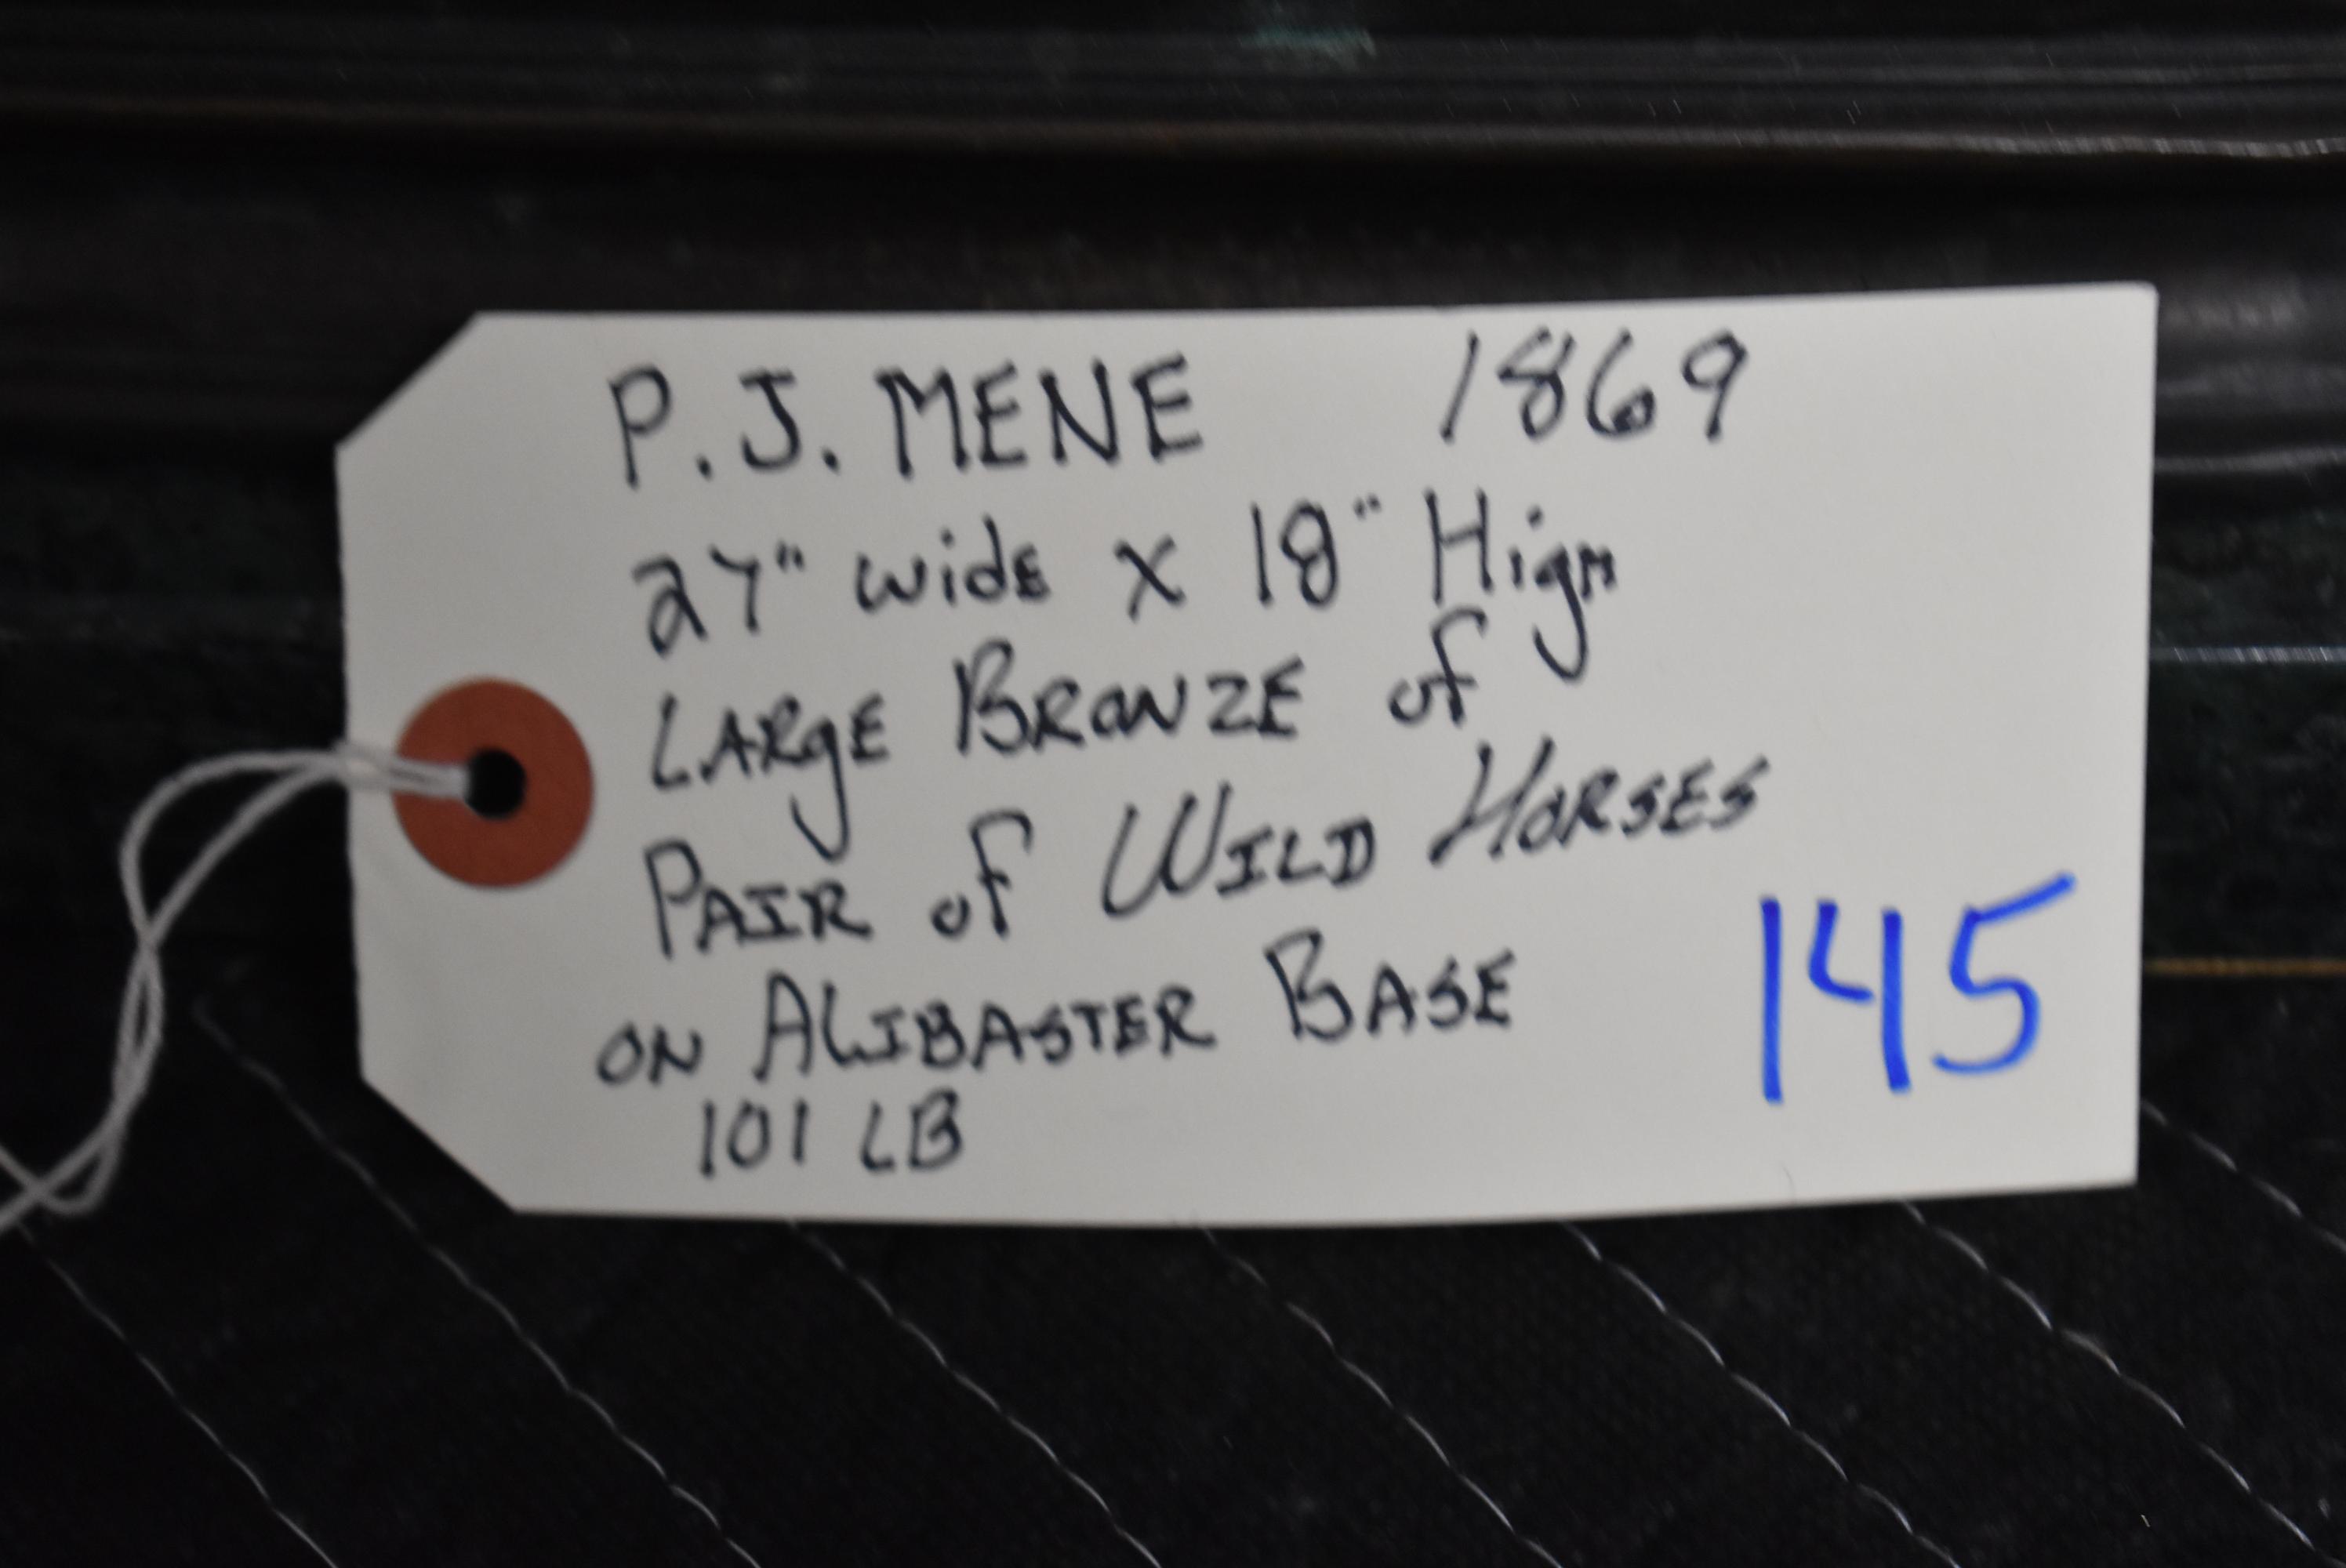 P.J. MENE 1869
27" wide x 18" High
LARgE BRONZE of
PAIR of WILD HORSES
ON ALIBASTER BASE
145
101 LB